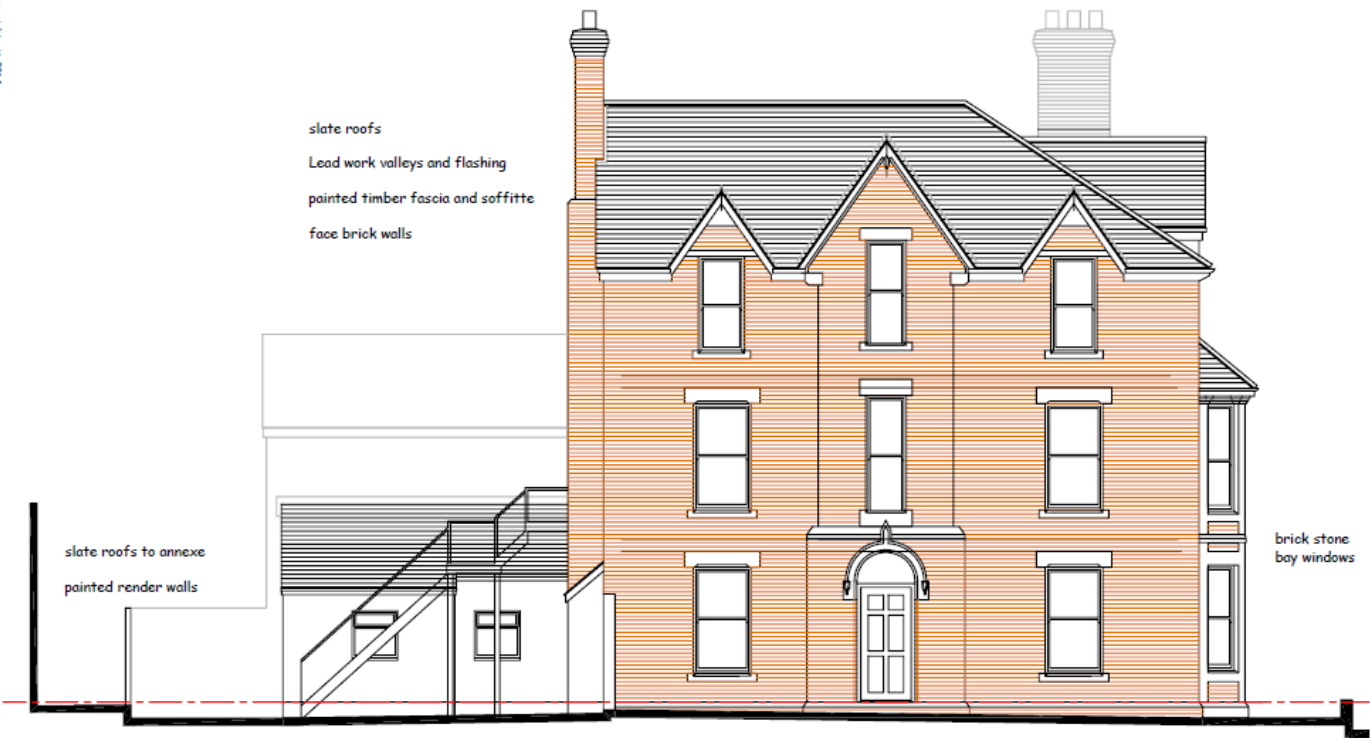 slate roofs
Lead work valleys and flashing
painted timber fascia and soffitte
face brick walls
slate roofs to annexe
painted render walls
brick stone
bay windows